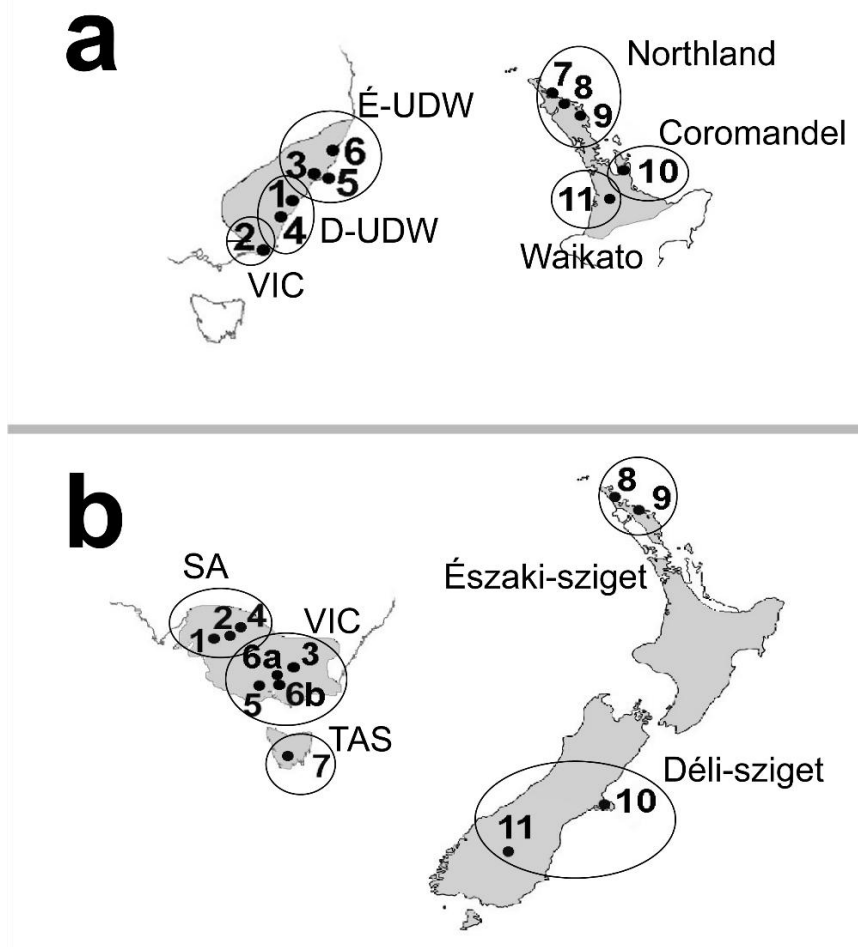 a
Northland
É-UDW
7
8
9
6
3
5
Coromandel
10
1
11
2
4
D-UDW
Waikato
VIC
b
8
9
SA
Északi-sziget
2
4
VIC
1
6a
3
5
6b
TAS
7
Déli-sziget
10
11